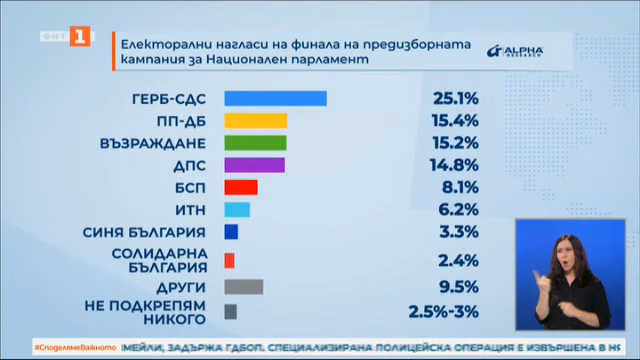 БНТ 1
Електорални нагласи на финала на предизборната
кампания за Национален парламент
ALPHA
RESEARCH
ГЕРБ-СДС 25.1%
ПП-ДБ 15.4%
ВЪЗРАЖДАНЕ 15.2%
ДПС 14.8%
БСП 8.1%
ИТН 6.2%
СИНЯ БЪЛГАРИЯ 3.3%
СОЛИДАРНА
БЪЛГАРИЯ 2.4%
ДРУГИ 9.5%
НЕ ПОДКРЕПЯМ
НИКОГО 2.5%-3%
#СподелямеВажното ИМЕЙЛИ, ЗАДЪРЖА ГДБОП. СПЕЦИАЛИЗИРАНА ПОЛИЦЕЙСКА ОПЕРАЦИЯ Е ИЗВЪРШЕНА В